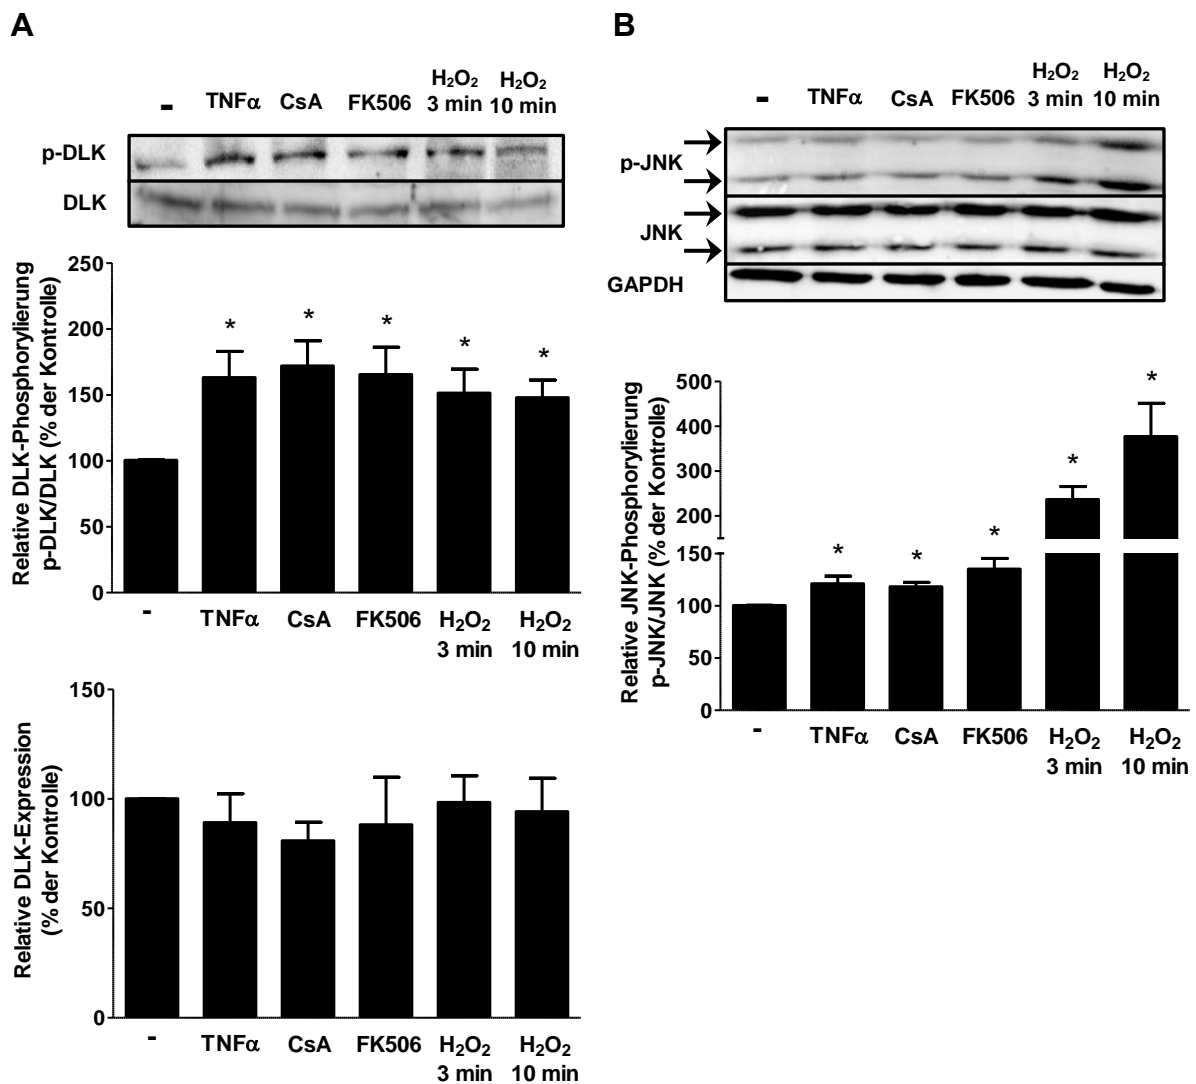 A
- TNFα CsA FK506 H₂O₂ 3 min H₂O₂ 10 min
p-DLK
DLK
Relative DLK-Phosphorylierung
p-DLK/DLK (% der Kontrolle)
250
200
150
100
50
0
* * * * *
- TNFα CsA FK506 H₂O₂ 3 min H₂O₂ 10 min
Relative DLK-Expression
(% der Kontrolle)
150
100
50
0
- TNFα CsA FK506 H₂O₂ 3 min H₂O₂ 10 min
B
- TNFα CsA FK506 H₂O₂ 3 min H₂O₂ 10 min
p-JNK
JNK
GAPDH
Relative JNK-Phosphorylierung
p-JNK/JNK (% der Kontrolle)
500
400
300
200
150
100
50
0
* * * * *
- TNFα CsA FK506 H₂O₂ 3 min H₂O₂ 10 min